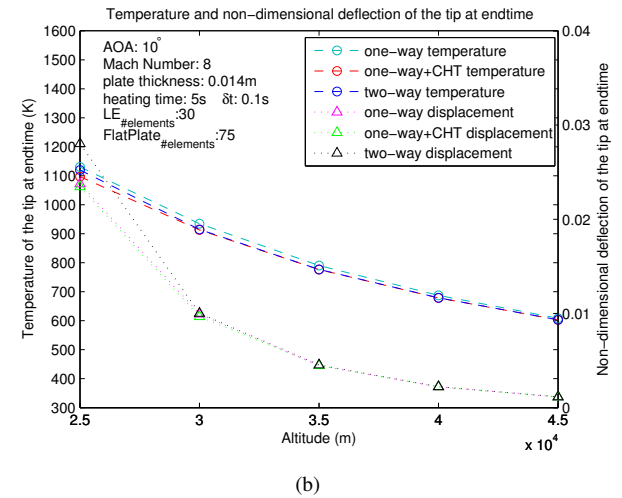 Temperature and non−dimensional deflection of the tip at endtime
1600
1500
1400
1300
1200
1100
1000
900
800
700
600
500
400
300
Temperature of the tip at endtime (K)
AOA: 10°
Mach Number: 8
plate thickness: 0.014m
heating time: 5s δt: 0.1s
LE#elements:30
FlatPlate#elements:75
one−way temperature
one−way+CHT temperature
two−way temperature
one−way displacement
one−way+CHT displacement
two−way displacement
0.04
0.03
0.02
0.01
0
Non−dimensional deflection of the tip at endtime
2.5 3 3.5 4 4.5
Altitude (m)
x 10⁴
(b)